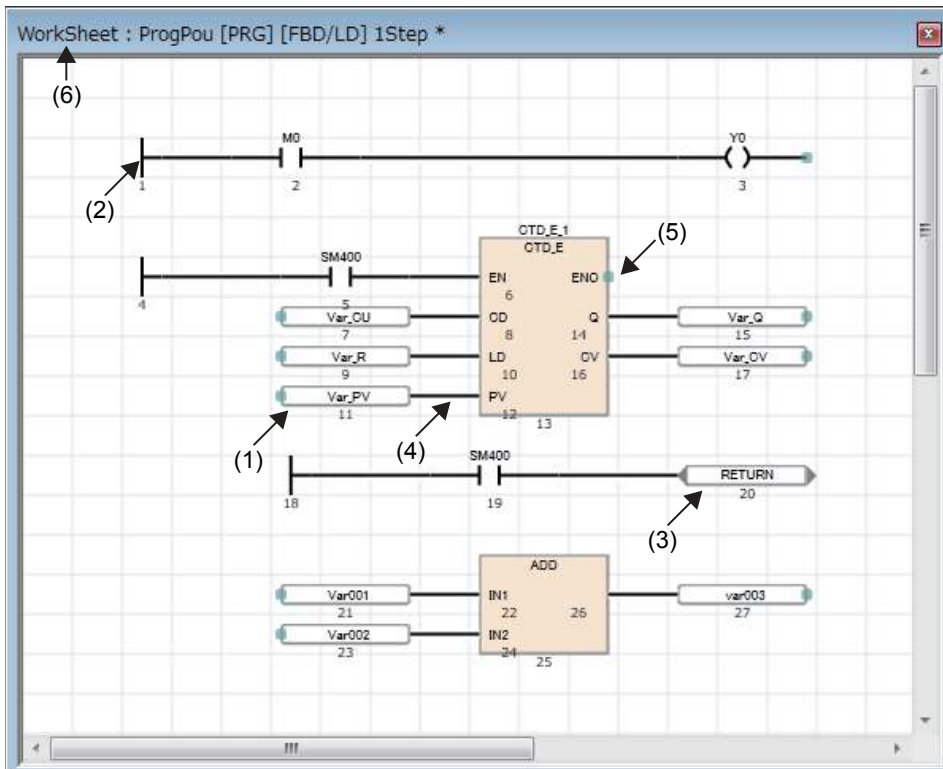 WorkSheet : ProgPou [PRG] [FBD/LD] 1Step *
(6)
M0
Y0
1
2
3
(2)
CTD_E_1
CTD_E
(5)
SM400
EN
ENO
4
5
6
Var_CU
CD
Q
Var_Q
7
8
14
15
Var_R
LD
CV
Var_CV
9
10
16
17
Var_PV
PV
11
12
13
(1)
(4)
SM400
RETURN
18
19
20
(3)
ADD
Var001
IN1
var003
21
22
26
27
Var002
IN2
23
24
25